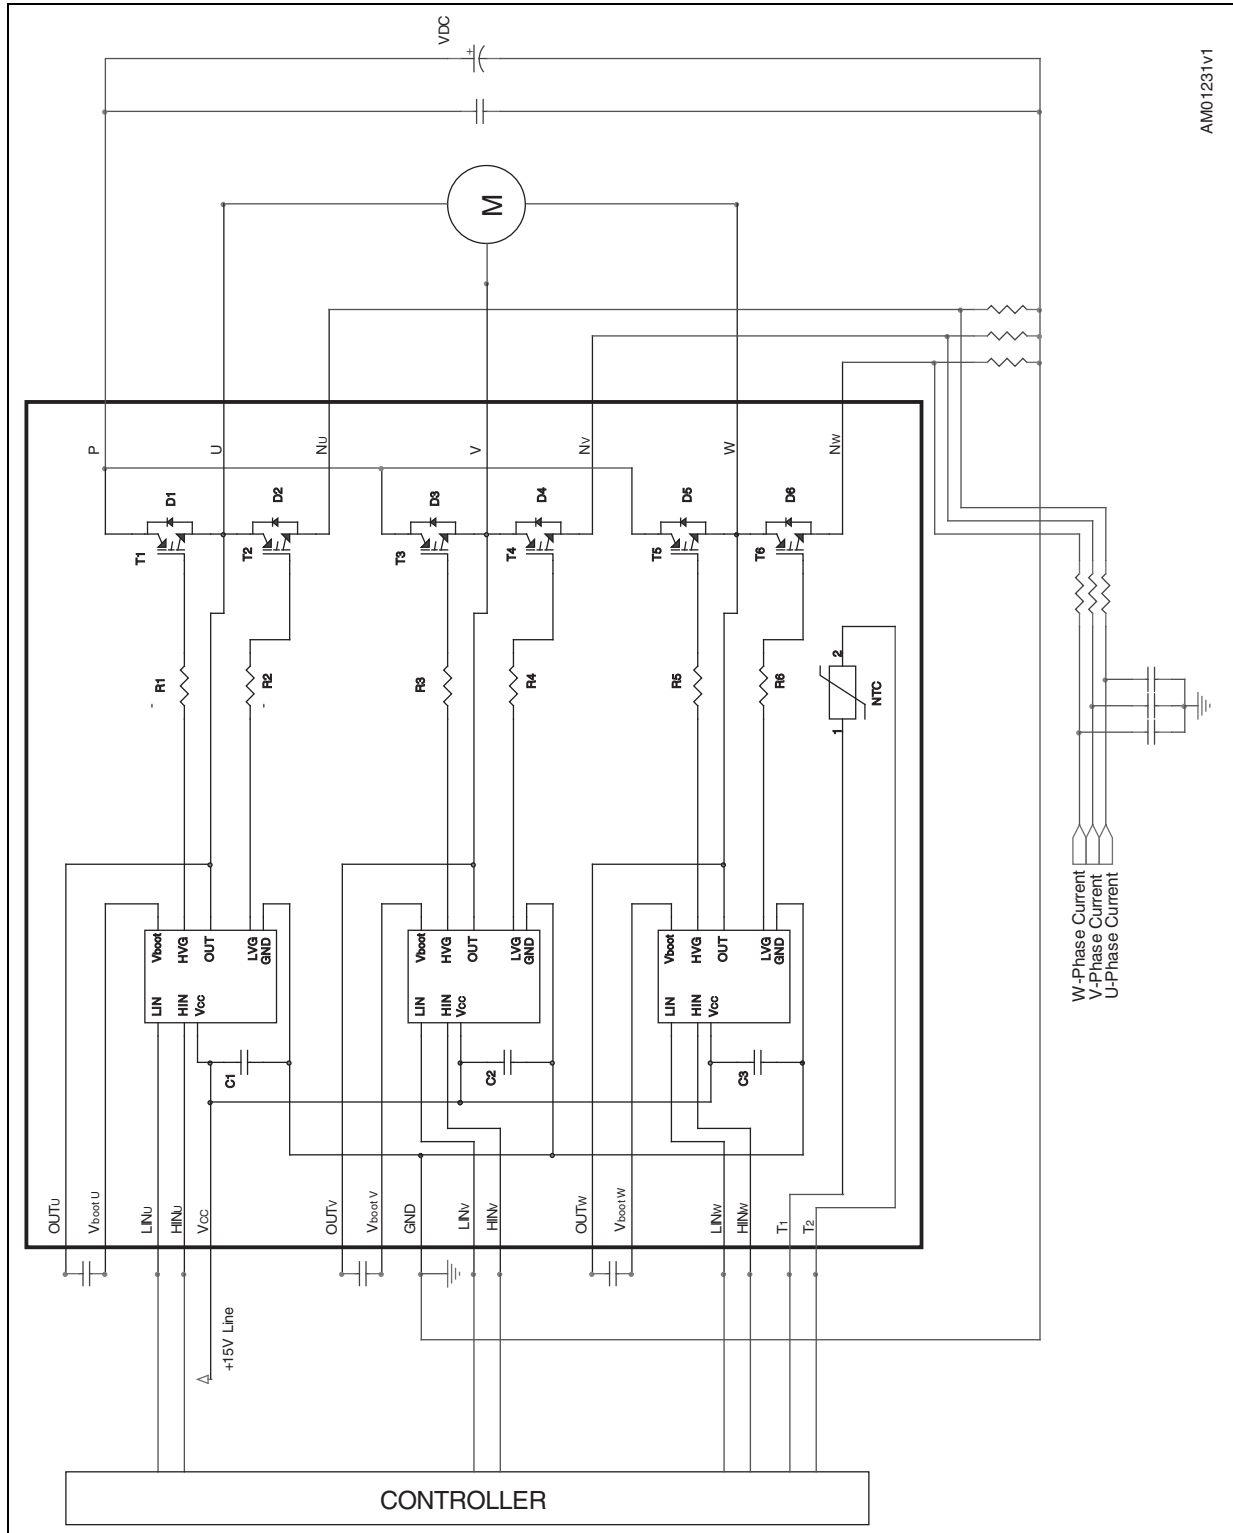 VDC
AM01231v1
M
P
U
NU
V
NV
W
NW
D1
D2
D3
D4
D5
D6
T1
T2
T3
T4
T5
T6
R1
R2
R3
R4
R5
R6
2
NTC
1
Vboot
HVG
OUT
LVG
GND
LIN
HIN
Vcc
Vboot
HVG
OUT
LVG
GND
LIN
HIN
Vcc
Vboot
HVG
OUT
LVG
GND
LIN
HIN
Vcc
C1
C2
C3
W-Phase Current
V-Phase Current
U-Phase Current
OUTU
Vboot U
LINU
HINU
VCC
OUTV
Vboot V
GND
LINV
HINV
OUTW
Vboot W
LINW
HINW
T1
T2
+15V Line
CONTROLLER